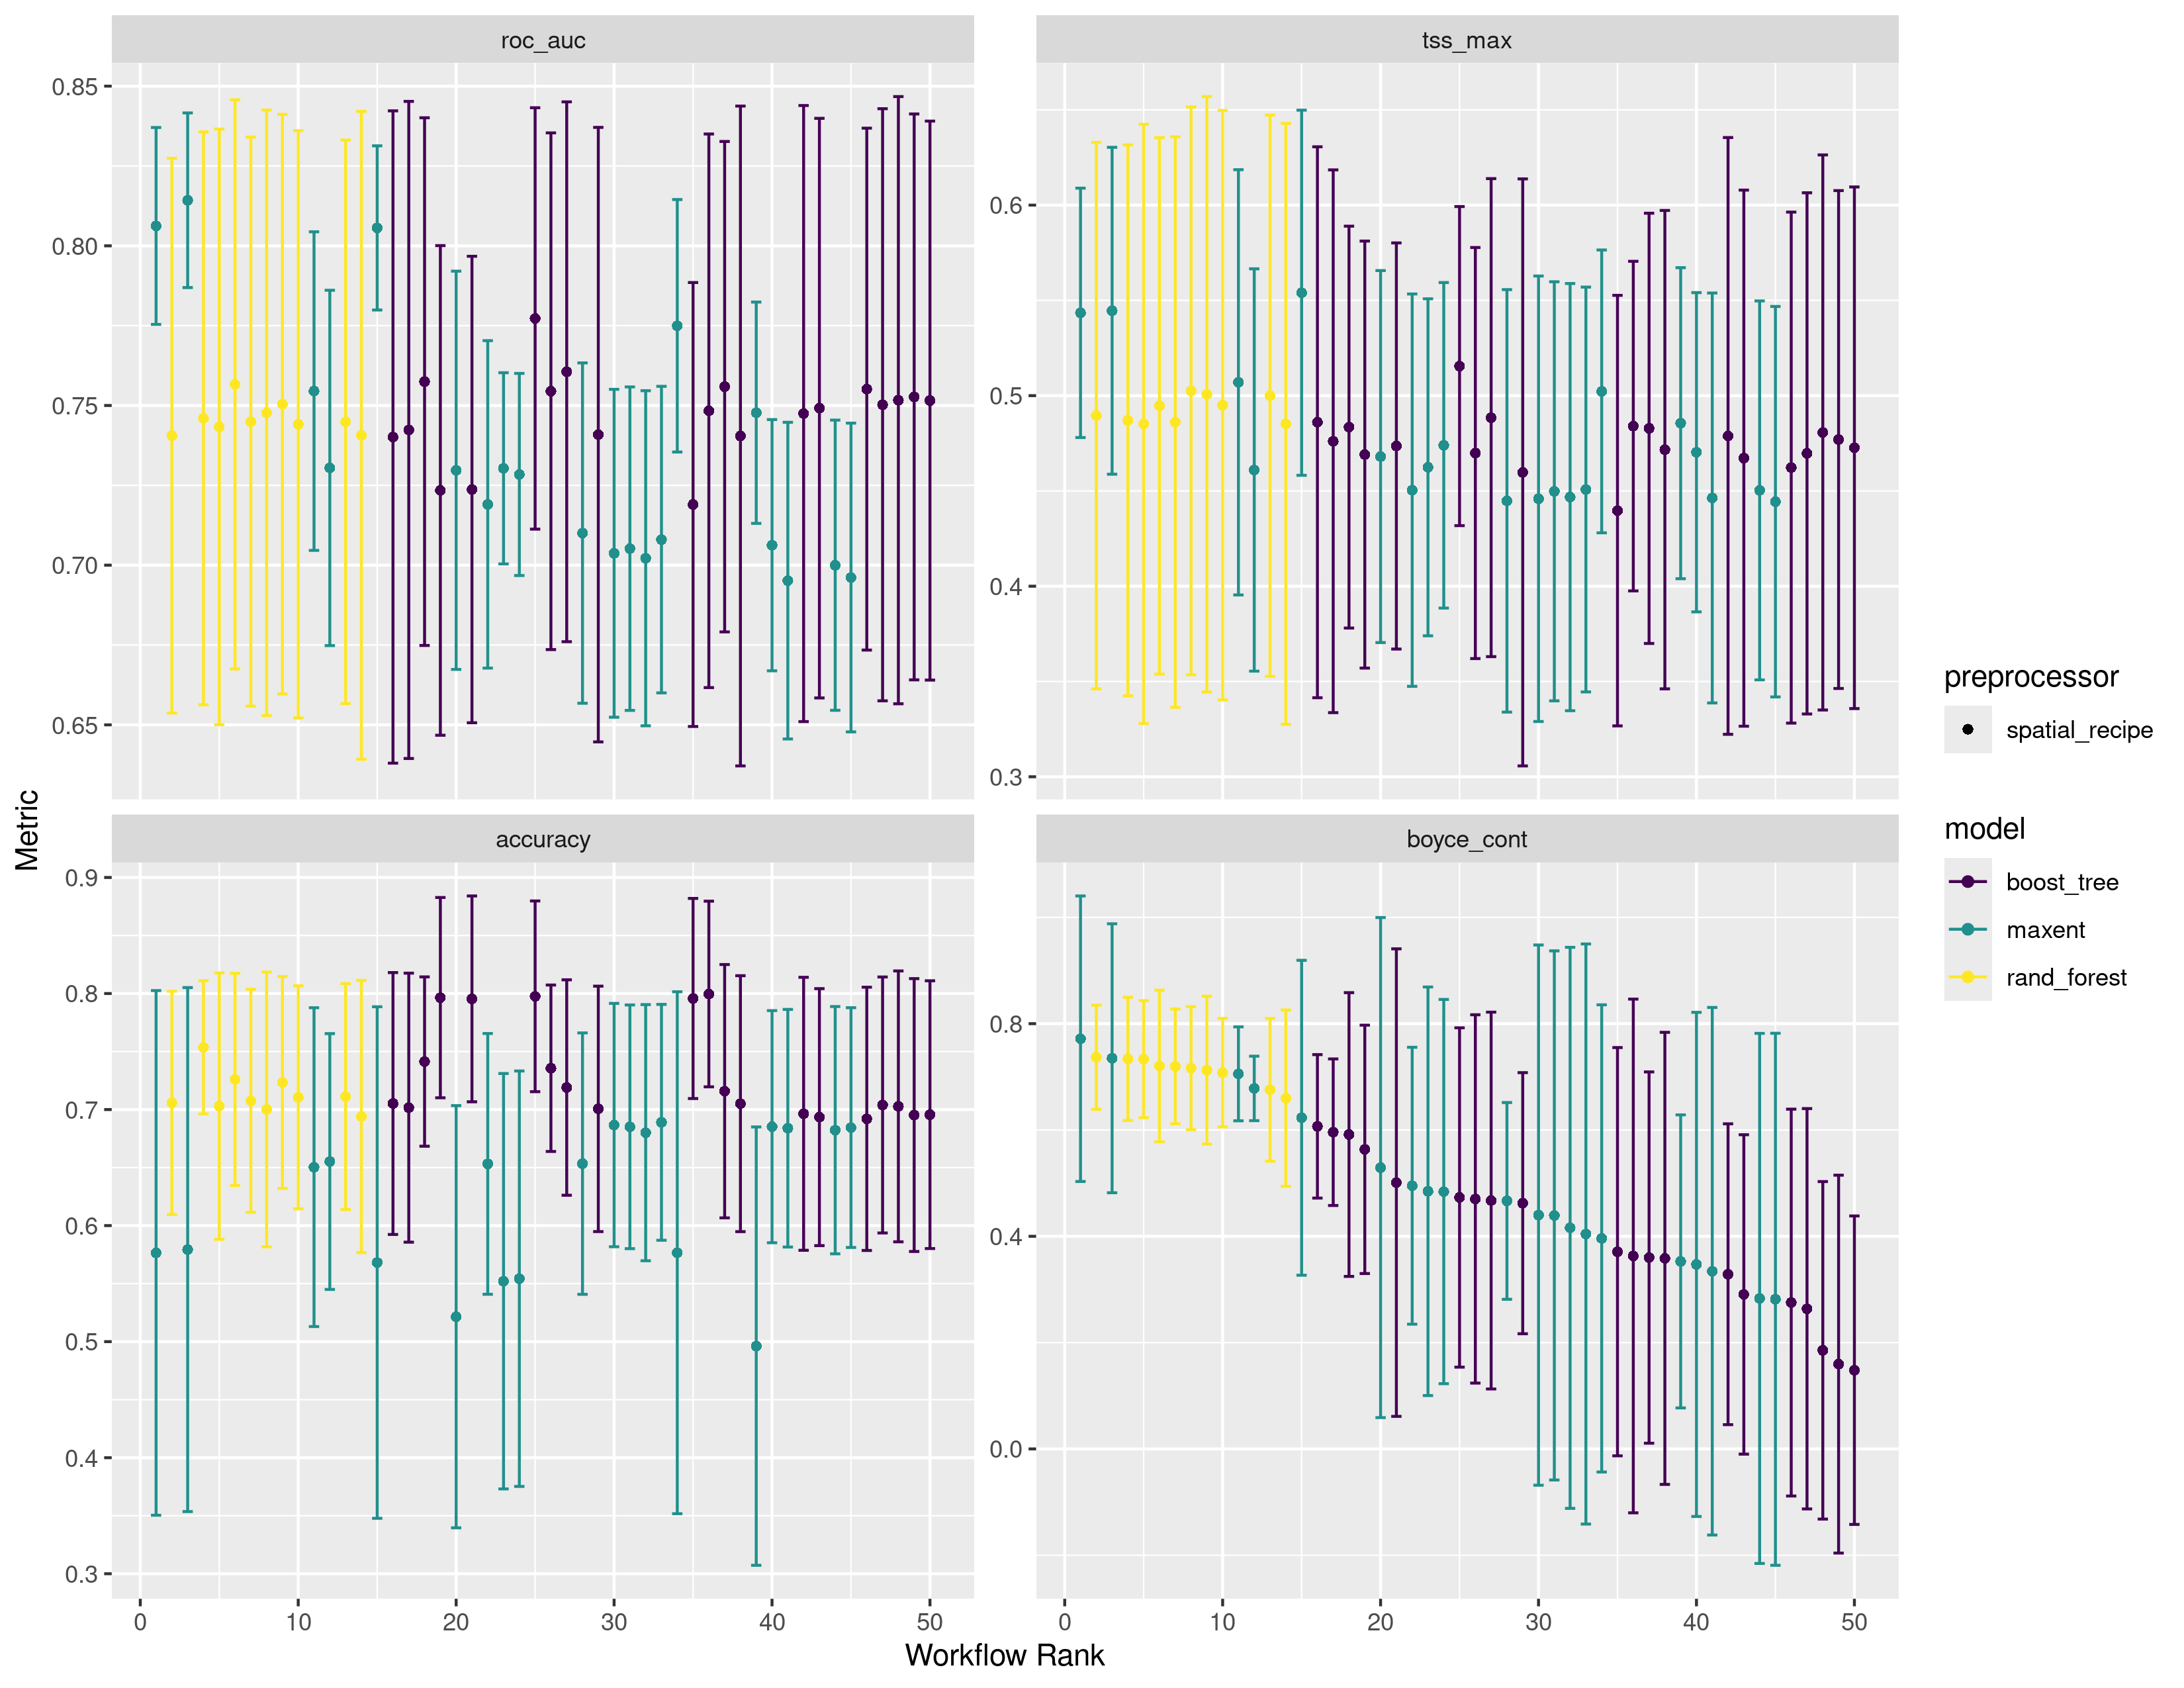 roc_auc
tss_max
0.85
0.80
0.75
0.70
0.65
0.6
0.5
0.4
0.3
accuracy
boyce_cont
0.9
0.8
0.7
0.6
0.5
0.4
0.3
0.8
0.4
0.0
0 10 20 30 40 50
0 10 20 30 40 50
Metric
Workflow Rank
preprocessor
spatial_recipe
model
boost_tree
maxent
rand_forest